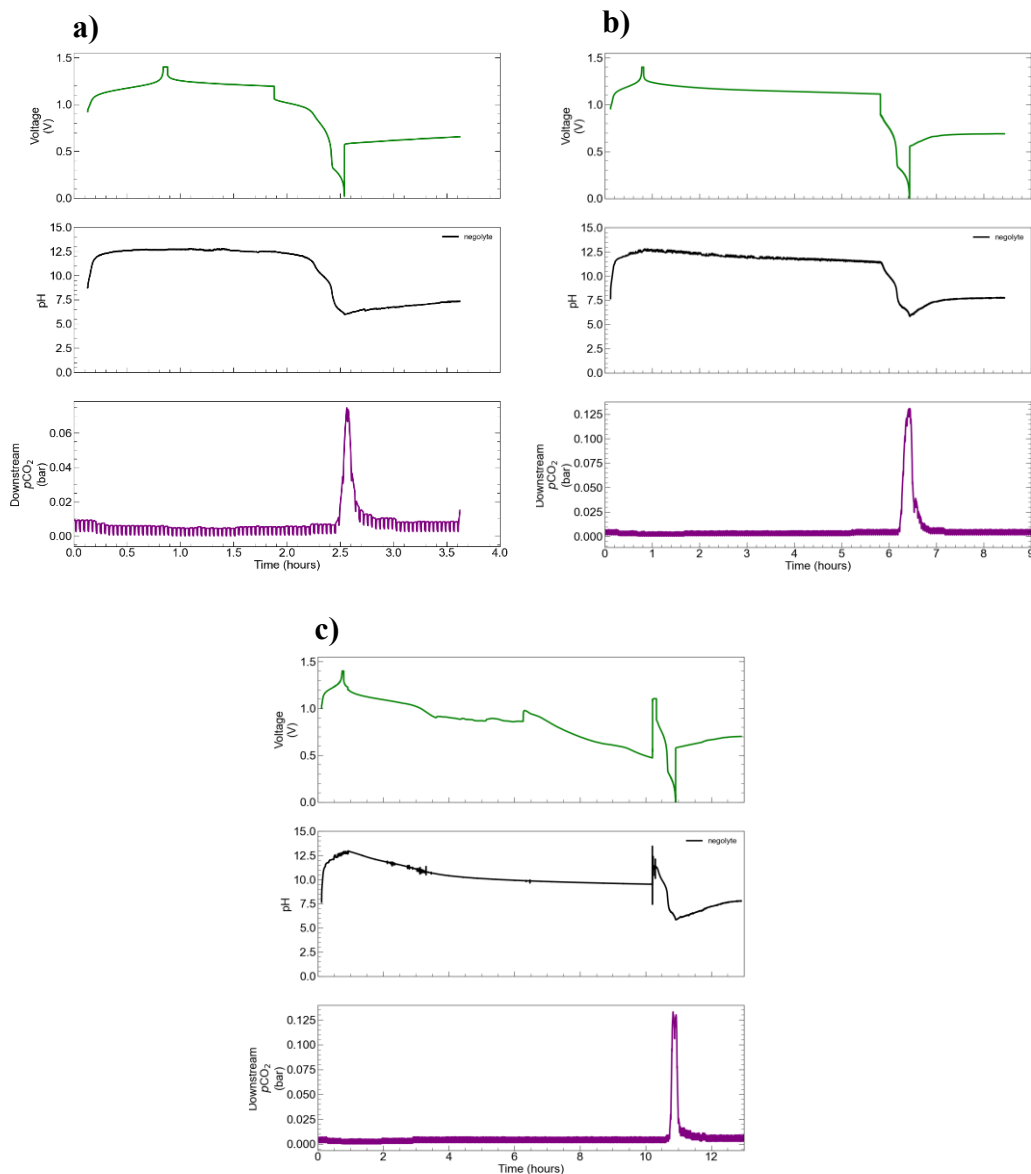 a)
1.5
1.0
0.5
0.0
Voltage
(V)
15.0
12.5
10.0
7.5
5.0
2.5
0.0
pH
negolyte
0.06
0.04
0.02
0.00
Downstream
pCO2
(bar)
0.0 0.5 1.0 1.5 2.0 2.5 3.0 3.5 4.0
Time (hours)
b)
1.5
1.0
0.5
0.0
Voltage
(V)
15.0
12.5
10.0
7.5
5.0
2.5
0.0
pH
negolyte
0.125
0.100
0.075
0.050
0.025
0.000
Downstream
pCO2
(bar)
0 1 2 3 4 5 6 7 8 9
Time (hours)
c)
1.5
1.0
0.5
0.0
Voltage
(V)
15.0
12.5
10.0
7.5
5.0
2.5
0.0
pH
negolyte
0.125
0.100
0.075
0.050
0.025
0.000
Downstream
pCO2
(bar)
0 2 4 6 8 10 12
Time (hours)